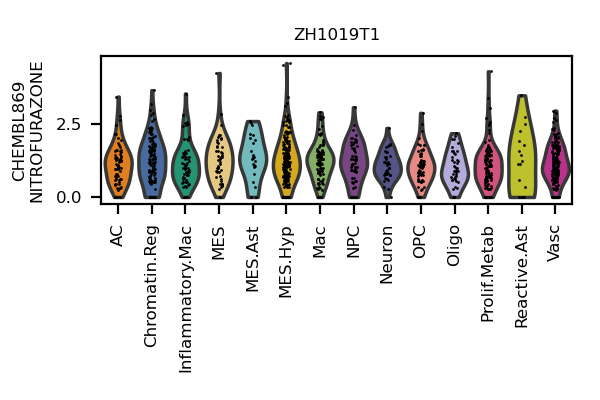 ZH1019T1
CHEMBL869
NITROFURAZONE
2.5
0.0
AC
Chromatin.Reg
Inflammatory.Mac
MES
MES.Ast
MES.Hyp
Mac
NPC
Neuron
OPC
Oligo
Prolif.Metab
Reactive.Ast
Vasc